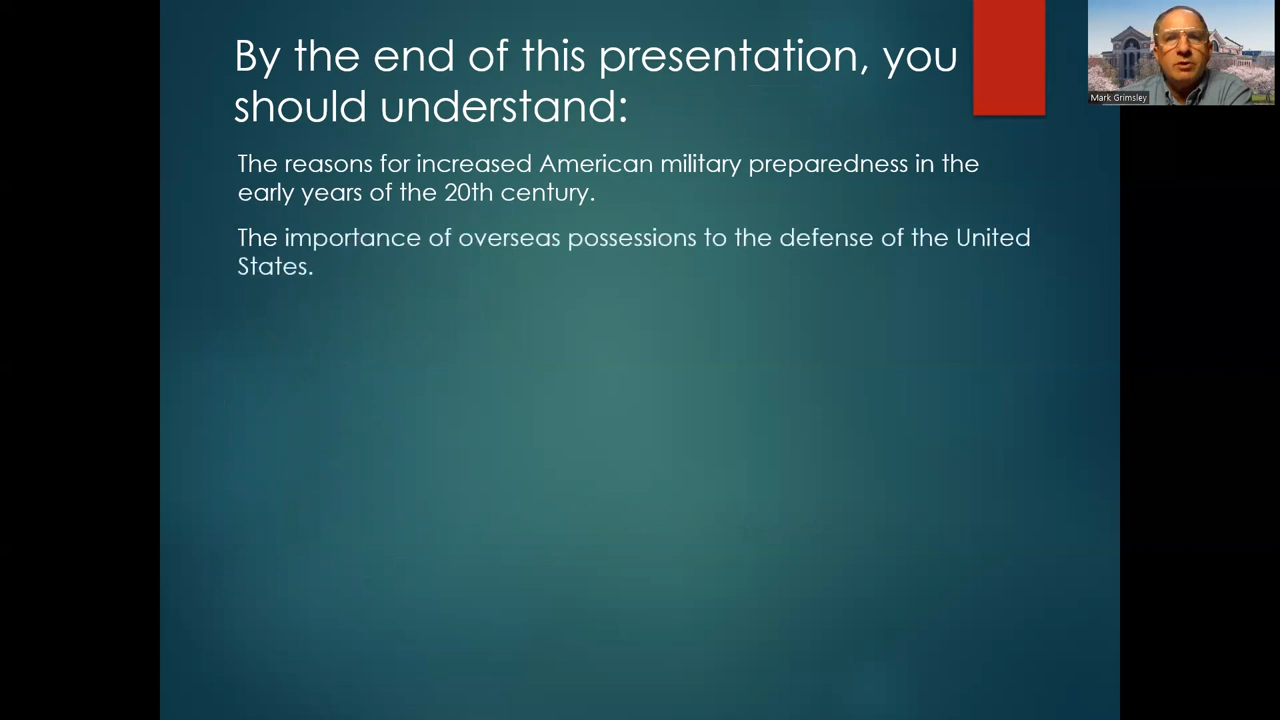 By the end of this presentation, you
should understand:
The reasons for increased American military preparedness in the
early years of the 20th century.
The importance of overseas possessions to the defense of the United
States.
Mark Grimsley